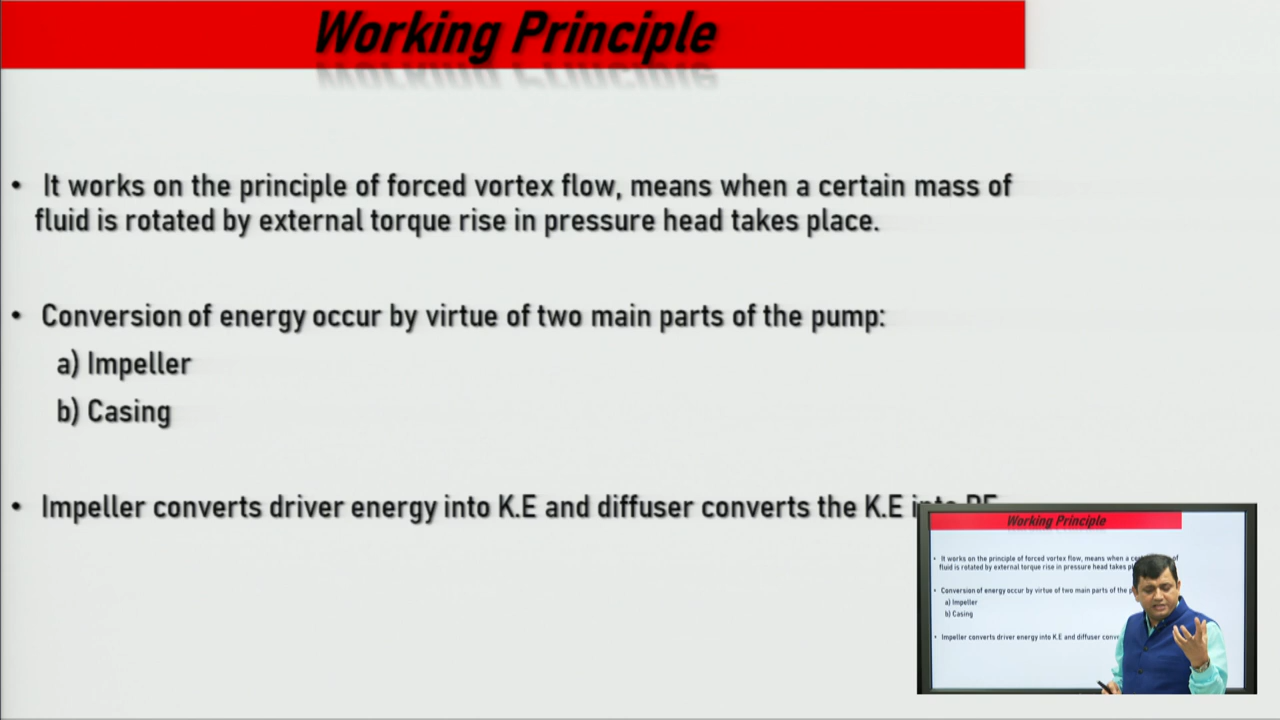 Working Principle
• It works on the principle of forced vortex flow, means when a certain mass of
fluid is rotated by external torque rise in pressure head takes place.
• Conversion of energy occur by virtue of two main parts of the pump:
a) Impeller
b) Casing
• Impeller converts driver energy into K.E and diffuser converts the K.E into
Working Principle
• It works on the principle of forced vortex flow, means when a of
fluid is rotated by external torque rise in pressure head takes
• Conversion of energy occur by virtue of two main parts of the
a) Impeller
b) Casing
• Impeller converts driver energy into K.E and diffuser